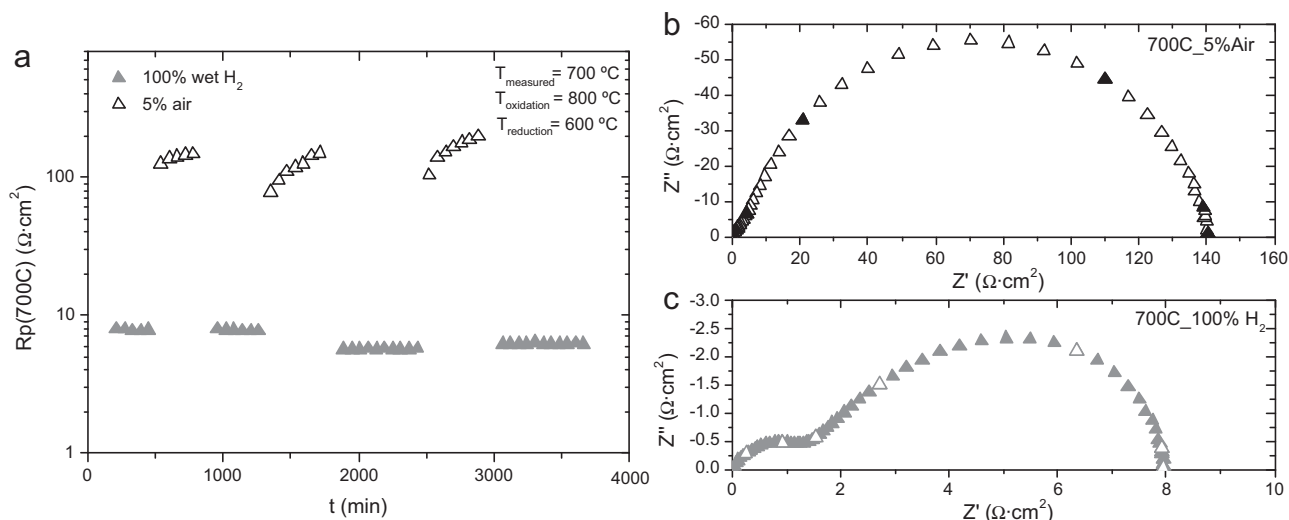 a
100% wet H2
5% air
Tmeasured= 700 ºC
Toxidation= 800 ºC
Treduction= 600 ºC
100
10
1
0
1000
2000
3000
4000
Rp(700C) (Ω·cm²)
t (min)
b
700C_5%Air
-60
-50
-40
-30
-20
-10
0
0
20
40
60
80
100
120
140
160
Z'' (Ω·cm²)
Z' (Ω·cm²)
c
700C_100% H2
-3.0
-2.5
-2.0
-1.5
-1.0
-0.5
0.0
0
2
4
6
8
10
Z'' (Ω·cm²)
Z' (Ω·cm²)